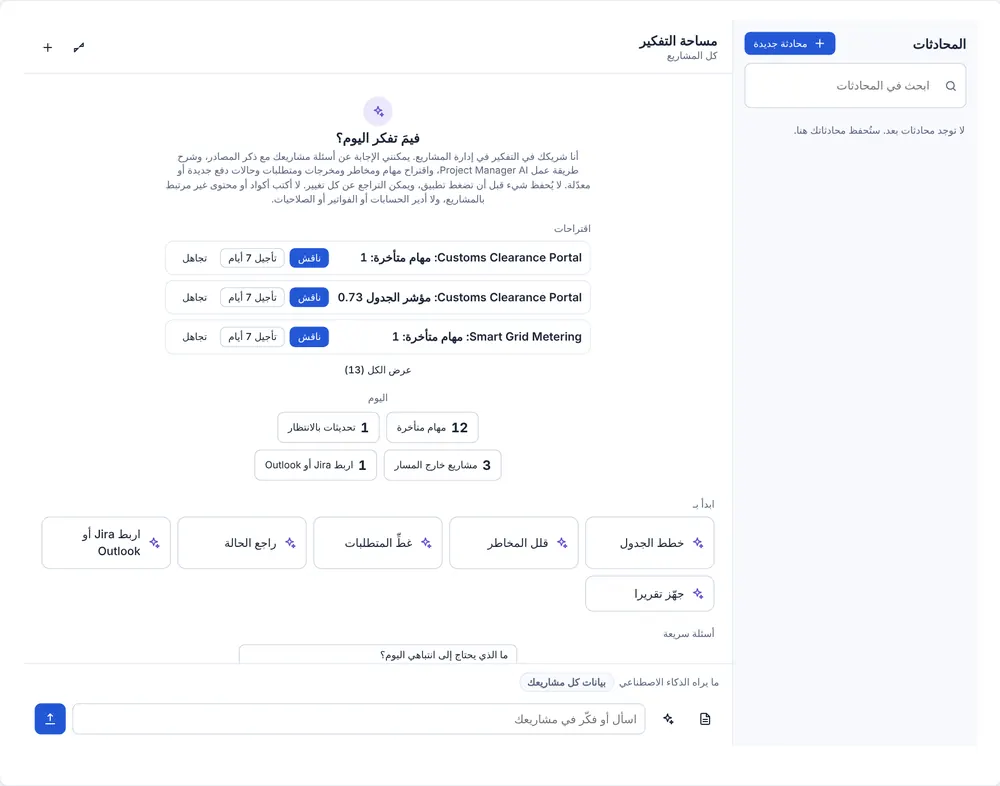 المحادثات
+ محادثة جديدة
ابحث في المحادثات
لا توجد محادثات بعد. ستُحفظ محادثاتك هنا.
مساحة التفكير
كل المشاريع
فيمَ تفكر اليوم؟
أنا شريكك في التفكير في إدارة المشاريع. يمكنني الإجابة عن أسئلة مشاريعك مع ذكر المصادر، وشرح
طريقة عمل Project Manager AI، واقتراح مهام ومخاطر ومخرجات ومتطلبات وحالات دفع جديدة أو
معدّلة. لا يُحفظ شيء قبل أن تضغط تطبيق، ويمكن التراجع عن كل تغيير. لا أكتب أكواد أو محتوى غير مرتبط
بالمشاريع، ولا أدير الحسابات أو الفواتير أو الصلاحيات.
اقتراحات
Customs Clearance Portal: مهام متأخرة: 1 ناقش تأجيل 7 أيام تجاهل
Customs Clearance Portal: مؤشر الجدول 0.73 ناقش تأجيل 7 أيام تجاهل
Smart Grid Metering: مهام متأخرة: 1 ناقش تأجيل 7 أيام تجاهل
عرض الكل (13)
اليوم
12 مهام متأخرة
1 تحديثات بالانتظار
3 مشاريع خارج المسار
1 اربط Jira أو Outlook
ابدأ بـ
خطط الجدول
قلل المخاطر
غطِّ المتطلبات
راجع الحالة
اربط Jira أو
Outlook
جهّز تقريرا
أسئلة سريعة
ما الذي يحتاج إلى انتباهي اليوم؟
ما يراه الذكاء الاصطناعي بيانات كل مشاريعك
اسأل أو فكّر في مشاريعك